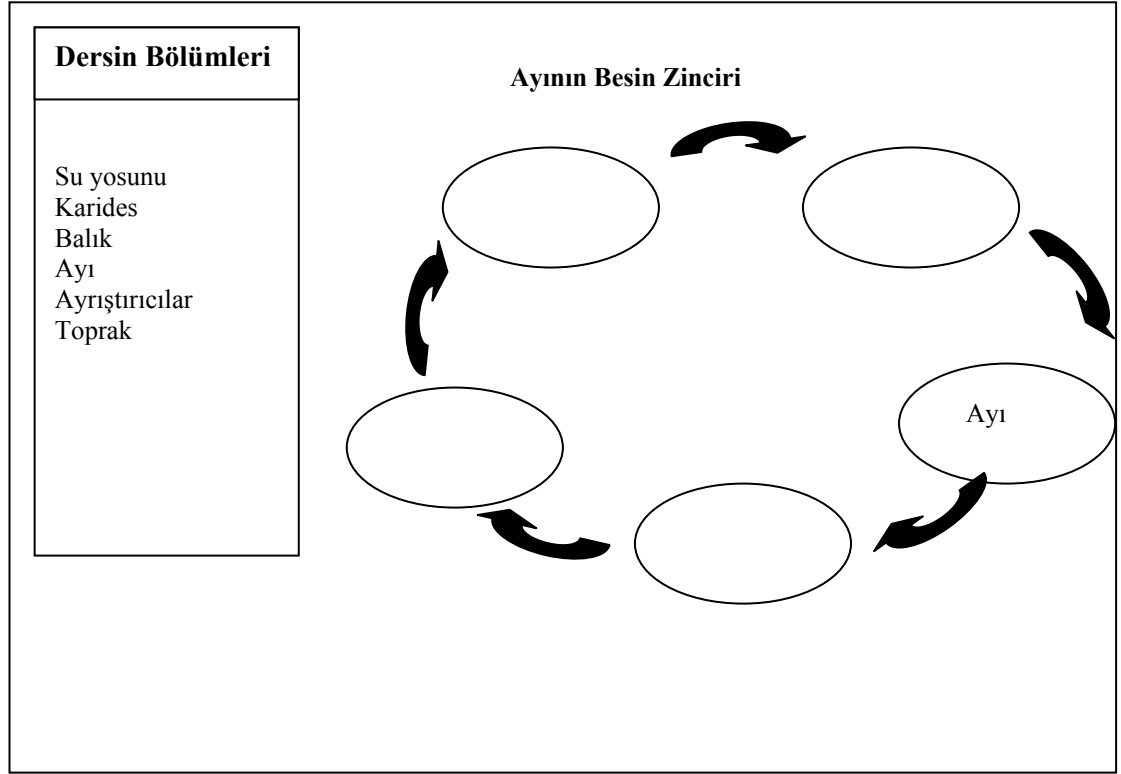 Dersin Bölümleri
Su yosunu
Karides
Balık
Ayı
Ayrıştırıcılar
Toprak
Ayının Besin Zinciri
Ayı